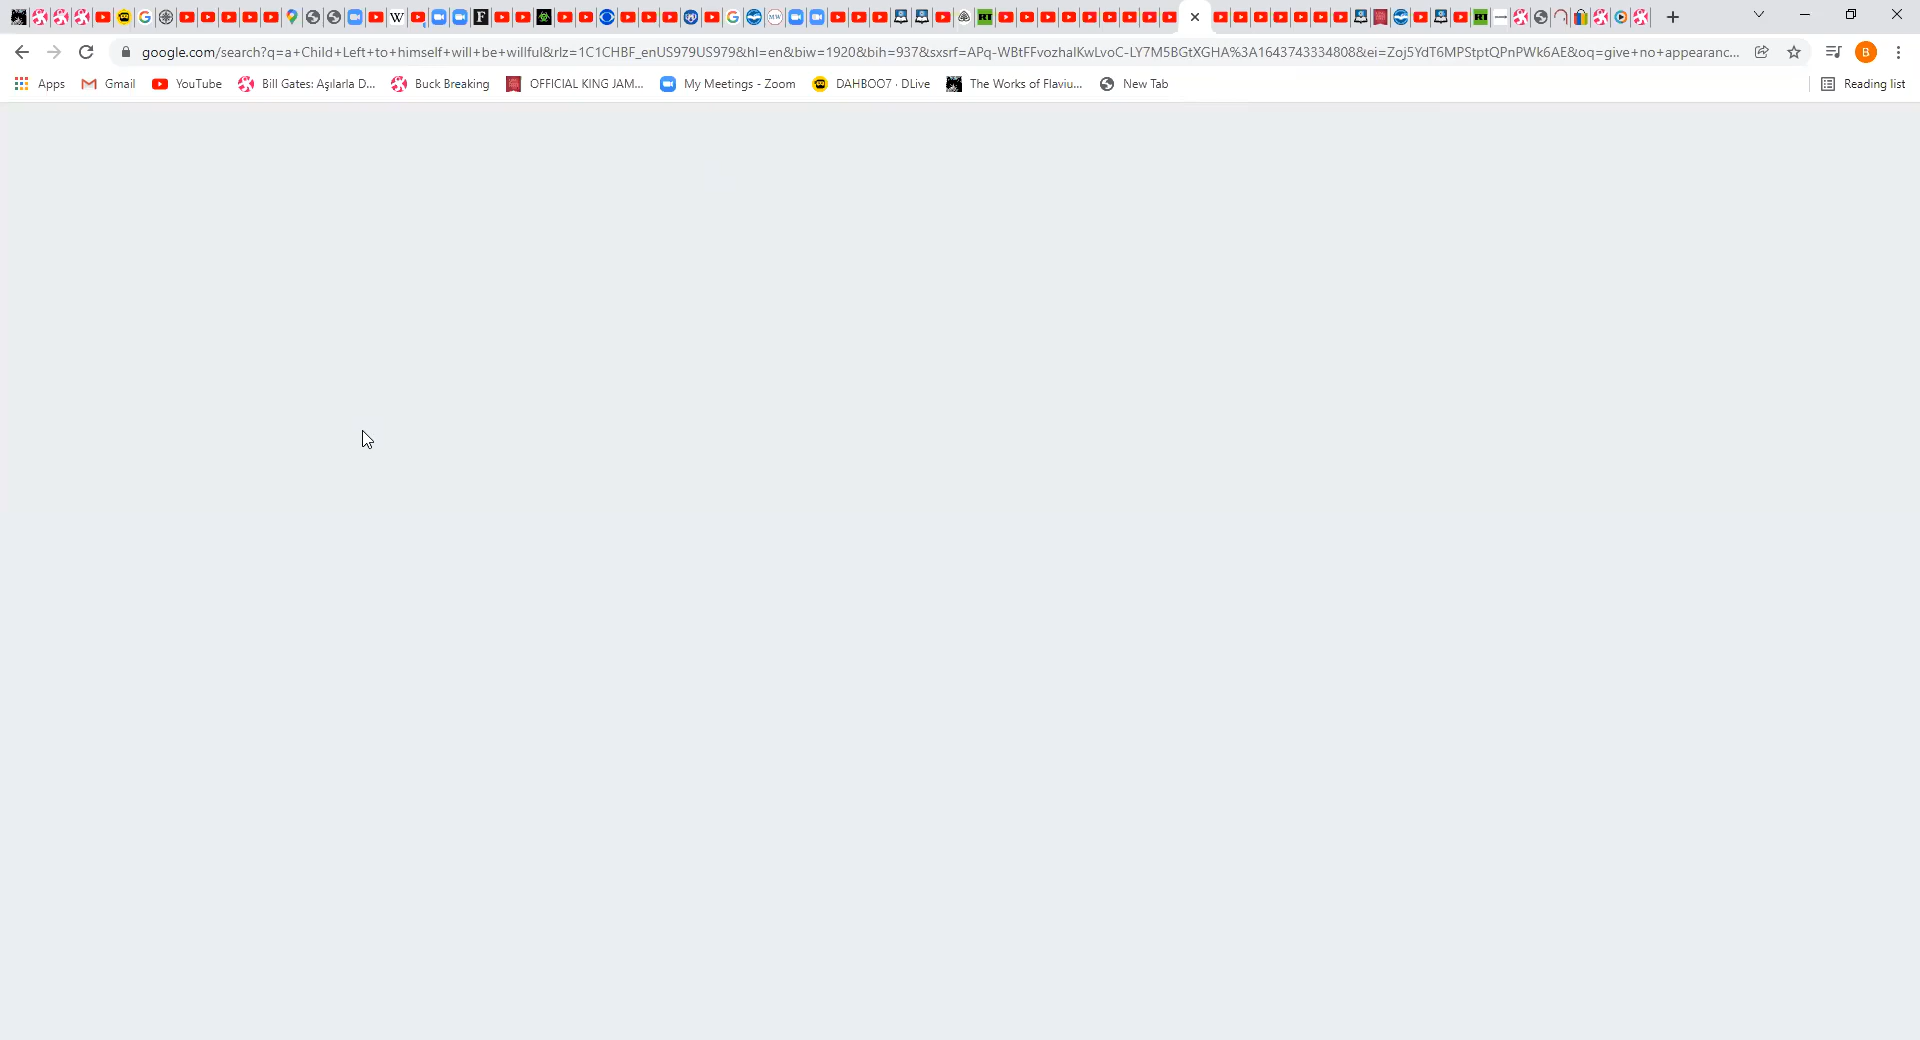 google.com/search?q=a+Child+Left+to+himself+will+be+willful&rlz=1C1CHBF_enUS979US979&hl=en&biw=1920&bih=937&sxsrf=APq-WBtFFvozhalKwLvoC-LY7M5BGtXGHA%3A1643743334808&ei=Zoj5YdT6MPStptQPnPWk6AE&oq=give+no+appearanc...
B
Apps Gmail YouTube Bill Gates: Aşılarla D... Buck Breaking OFFICIAL KING JAM... My Meetings - Zoom DAHBOO7 · DLive The Works of Flaviu... New Tab Reading list